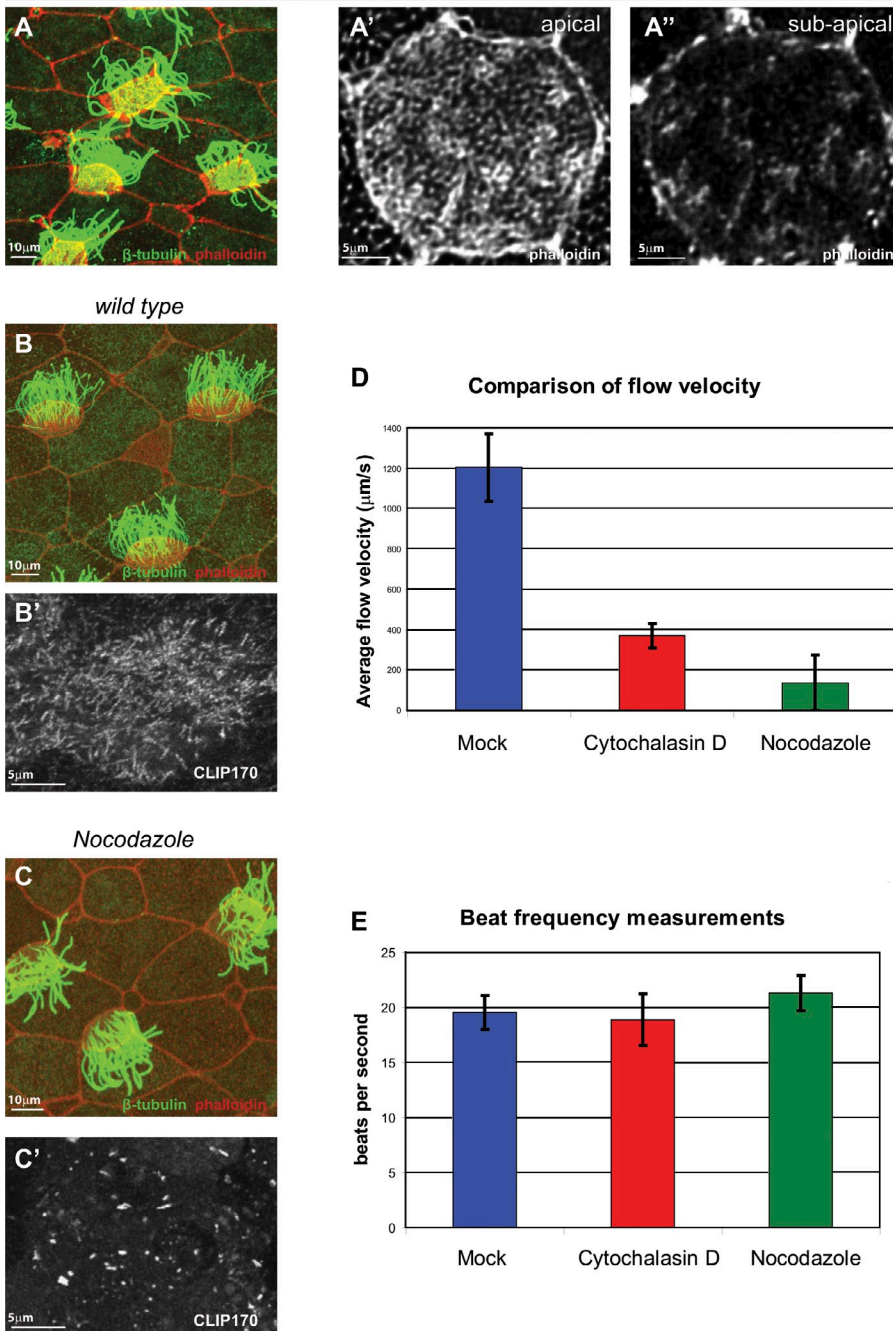 A
10μm
β-tubulin phalloidin
A'
apical
5μm
phalloidin
A''
sub-apical
5μm
phalloidin
wild type
B
10μm
β-tubulin phalloidin
B'
5μm
CLIP170
Nocodazole
C
10μm
β-tubulin phalloidin
C'
5μm
CLIP170
D
Comparison of flow velocity
Average flow velocity (μm/s)
1400
1200
1000
800
600
400
200
0
Mock
Cytochalasin D
Nocodazole
E
Beat frequency measurements
beats per second
25
20
15
10
5
0
Mock
Cytochalasin D
Nocodazole